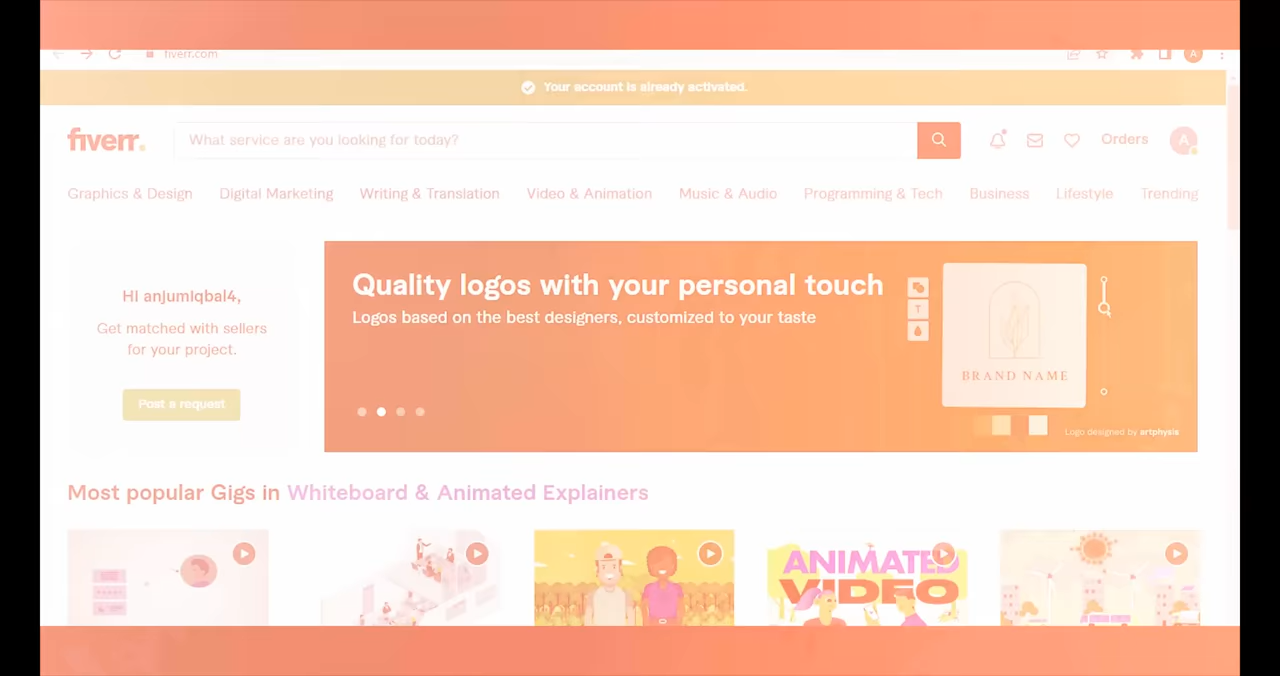 fiverr.com
A
Your account is already activated.
fiverr.
What service are you looking for today?
Orders
A
Graphics & Design Digital Marketing Writing & Translation Video & Animation Music & Audio Programming & Tech Business Lifestyle Trending
Hi anjumiqbal4,
Get matched with sellers
for your project.
Post a request
Quality logos with your personal touch
Logos based on the best designers, customized to your taste
T
BRAND NAME
Logo designed by artphysis
Most popular Gigs in Whiteboard & Animated Explainers
ANIMATED
VIDEO